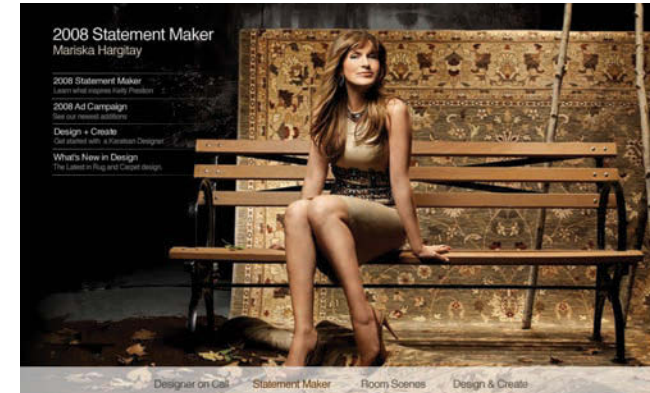 2008 Statement Maker
Mariska Hargitay
2008 Statement Maker
Learn what inspires Kelly Preston
2008 Ad Campaign
See our newest additions
Design + Create
Get started with a Karastan Designer
What's New in Design
The Latest in Rug and Carpet design.
Designer on Call Statement Maker Room Scenes Design & Create